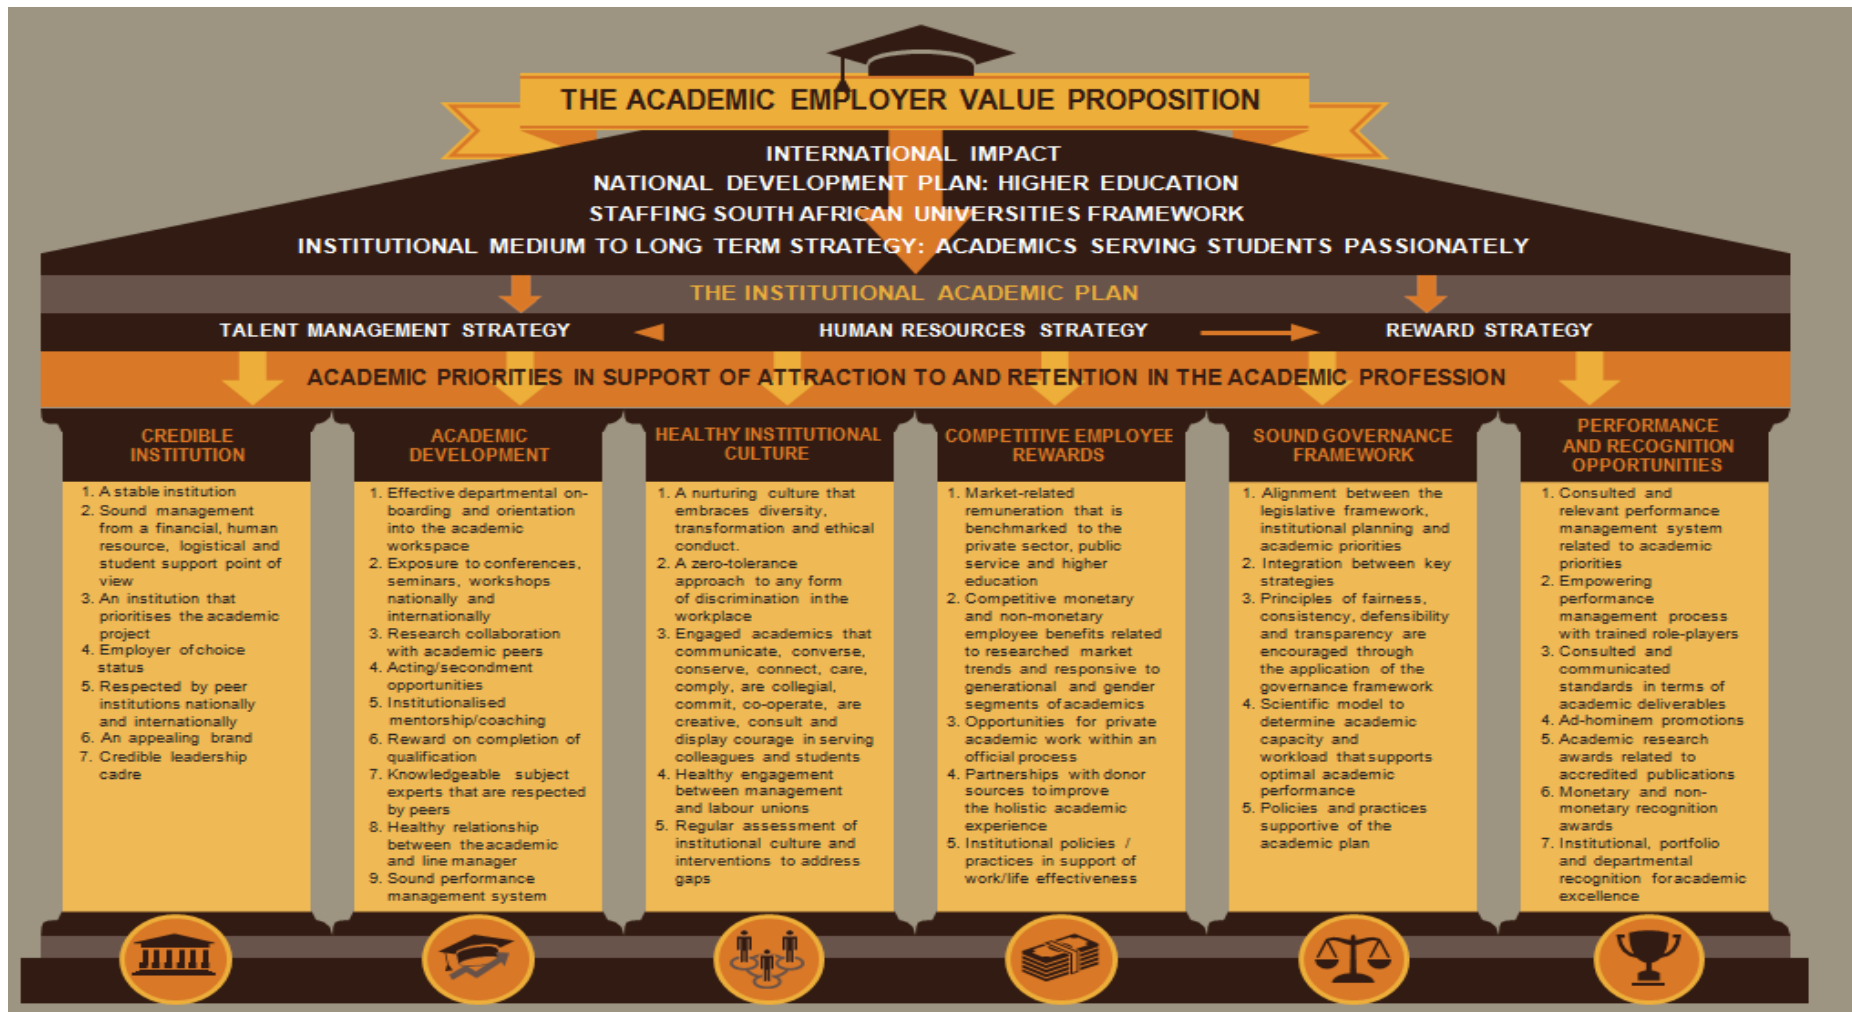 THE ACADEMIC EMPLOYER VALUE PROPOSITION
INTERNATIONAL IMPACT
NATIONAL DEVELOPMENT PLAN: HIGHER EDUCATION
STAFFING SOUTH AFRICAN UNIVERSITIES FRAMEWORK
INSTITUTIONAL MEDIUM TO LONG TERM STRATEGY: ACADEMICS SERVING STUDENTS PASSIONATELY
THE INSTITUTIONAL ACADEMIC PLAN
TALENT MANAGEMENT STRATEGY
HUMAN RESOURCES STRATEGY
REWARD STRATEGY
ACADEMIC PRIORITIES IN SUPPORT OF ATTRACTION TO AND RETENTION IN THE ACADEMIC PROFESSION
CREDIBLE
INSTITUTION
1. A stable institution
2. Sound management
from a financial, human
resource, logistical and
student support point of
view
3. An institution that
prioritises the academic
project
4. Employer of choice
status
5. Respected by peer
institutions nationally
and internationally
6. An appealing brand
7. Credible leadership
cadre
ACADEMIC
DEVELOPMENT
1. Effective departmental on-
boarding and orientation
into the academic
workspace
2. Exposure to conferences,
seminars, workshops
nationally and
internationally
3. Research collaboration
with academic peers
4. Acting/secondment
opportunities
5. Institutionalised
mentorship/coaching
6. Reward on completion of
qualification
7. Knowledgeable subject
experts that are respected
by peers
8. Healthy relationship
between the academic
and line manager
9. Sound performance
management system
HEALTHY INSTITUTIONAL
CULTURE
1. A nurturing culture that
embraces diversity,
transformation and ethical
conduct.
2. A zero-tolerance
approach to any form
of discrimination in the
workplace
3. Engaged academics that
communicate, converse,
conserve, connect, care,
comply, are collegial,
commit, co-operate, are
creative, consult and
display courage in serving
colleagues and students
4. Healthy engagement
between management
and labour unions
5. Regular assessment of
institutional culture and
interventions to address
gaps
COMPETITIVE EMPLOYEE
REWARDS
1. Market-related
remuneration that is
benchmarked to the
private sector, public
service and higher
education
2. Competitive monetary
and non-monetary
employee benefits related
to researched market
trends and responsive to
generational and gender
segments of academics
3. Opportunities for private
academic work within an
official process
4. Partnerships with donor
sources to improve
the holistic academic
experience
5. Institutional policies /
practices in support of
work/life effectiveness
SOUND GOVERNANCE
FRAMEWORK
1. Alignment between the
legislative framework,
institutional planning and
academic priorities
2. Integration between key
strategies
3. Principles of fairness,
consistency, defensibility
and transparency are
encouraged through
the application of the
governance framework
4. Scientific model to
determine academic
capacity and
workload that supports
optimal academic
performance
5. Policies and practices
supportive of the
academic plan
PERFORMANCE
AND RECOGNITION
OPPORTUNITIES
1. Consulted and
relevant performance
management system
related to academic
priorities
2. Empowering
performance
management process
with trained role-players
3. Consulted and
communicated
standards in terms of
academic deliverables
4. Ad-hominem promotions
5. Academic research
awards related to
accredited publications
6. Monetary and non-
monetary recognition
awards
7. Institutional, portfolio
and departmental
recognition for academic
excellence